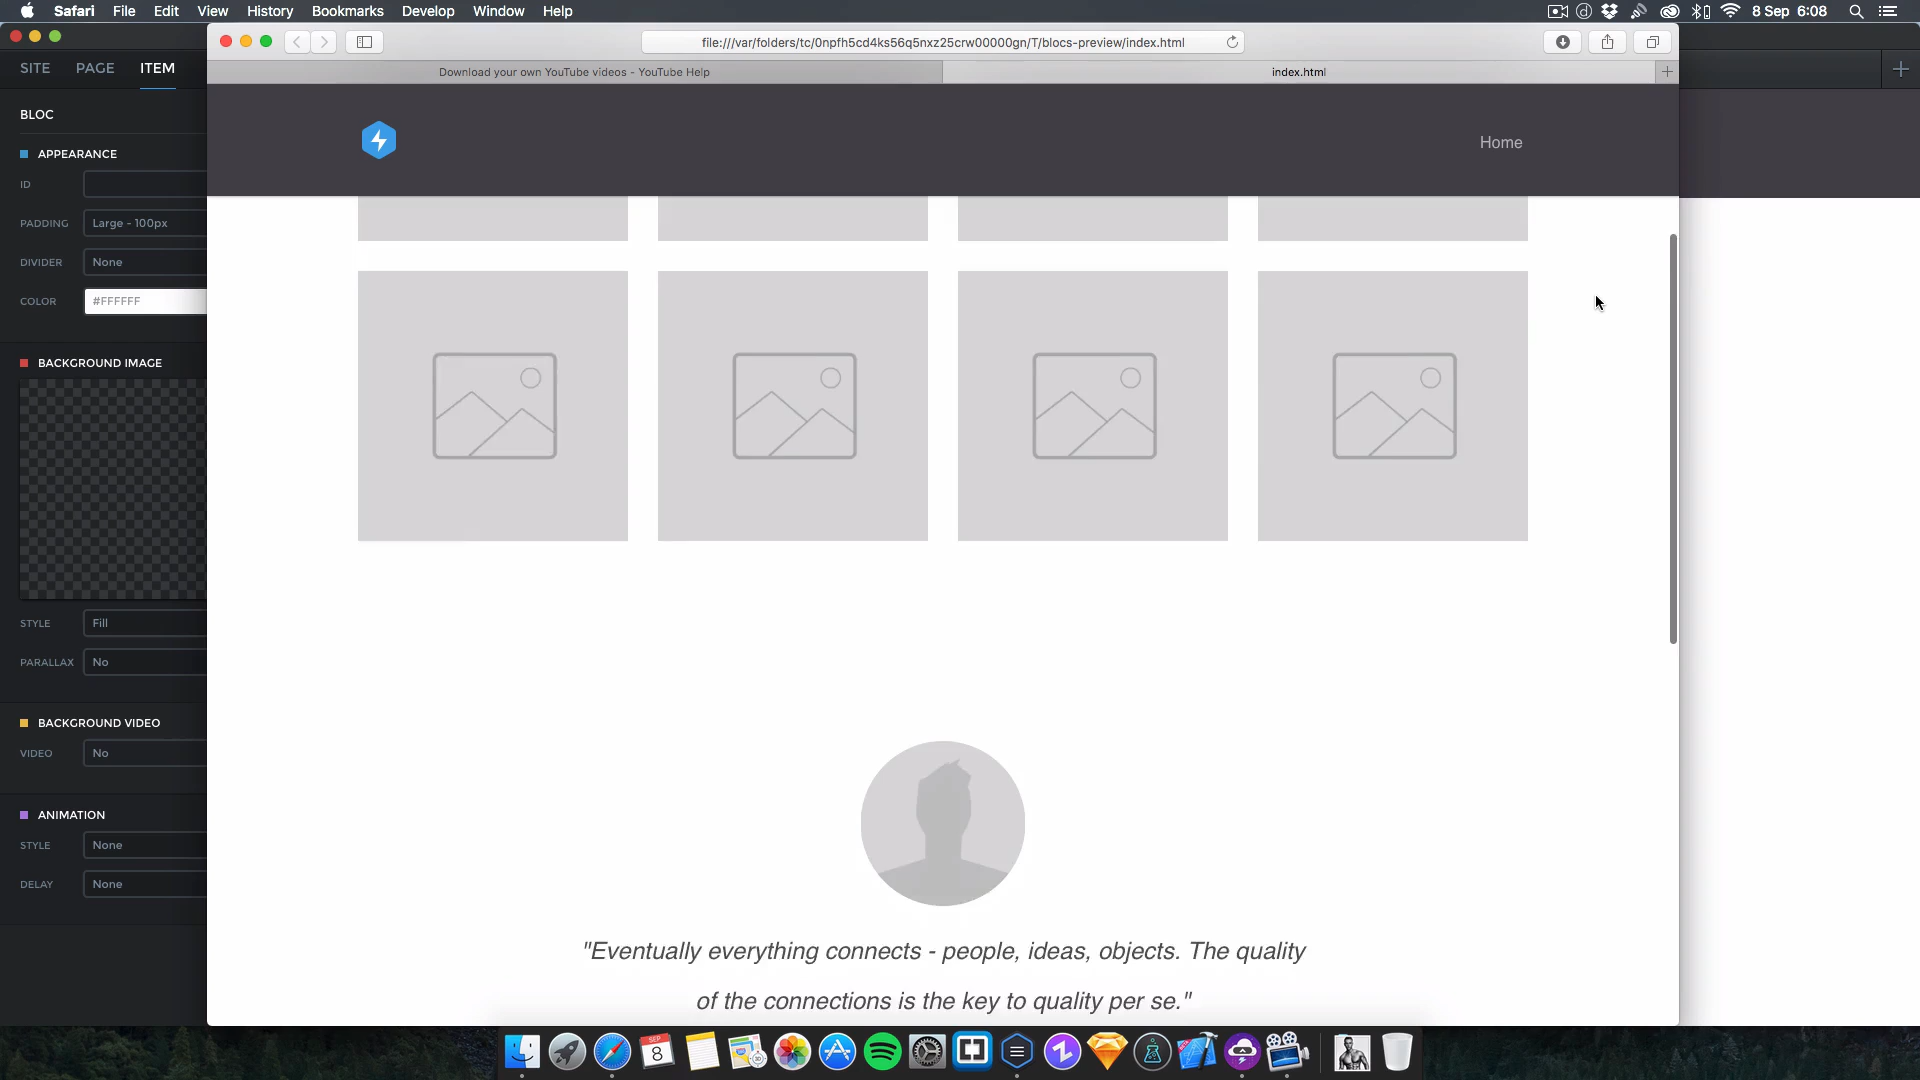 Safari File Edit View History Bookmarks Develop Window Help 8 Sep 6:08
file:///var/folders/tc/0npfh5cd4ks56q5nxz25crw00000gn/T/blocs-preview/index.html
Download your own YouTube videos - YouTube Help index.html
SITE PAGE ITEM
BLOC
APPEARANCE
ID
PADDING Large - 100px
DIVIDER None
COLOR #FFFFFF
BACKGROUND IMAGE
STYLE Fill
PARALLAX No
BACKGROUND VIDEO
VIDEO No
ANIMATION
STYLE None
DELAY None
Home
"Eventually everything connects - people, ideas, objects. The quality
of the connections is the key to quality per se."
SEP
8